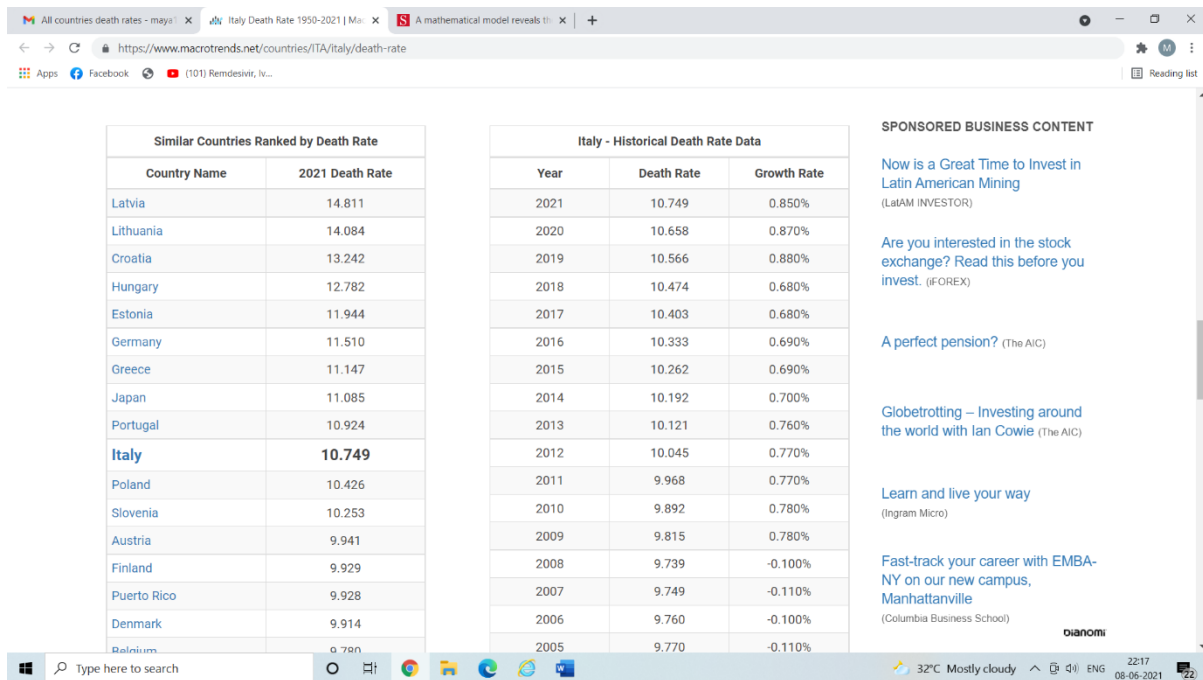 All countries death rates - maya
Italy Death Rate 1950-2021 | Ma
A mathematical model reveals th
https://www.macrotrends.net/countries/ITA/italy/death-rate
M
Apps Facebook (101) Remdesivir, Iv... Reading list
Similar Countries Ranked by Death Rate
Country Name 2021 Death Rate
Latvia 14.811
Lithuania 14.084
Croatia 13.242
Hungary 12.782
Estonia 11.944
Germany 11.510
Greece 11.147
Japan 11.085
Portugal 10.924
Italy 10.749
Poland 10.426
Slovenia 10.253
Austria 9.941
Finland 9.929
Puerto Rico 9.928
Denmark 9.914
Belgium 9.780
Italy - Historical Death Rate Data
Year Death Rate Growth Rate
2021 10.749 0.850%
2020 10.658 0.870%
2019 10.566 0.880%
2018 10.474 0.680%
2017 10.403 0.680%
2016 10.333 0.690%
2015 10.262 0.690%
2014 10.192 0.700%
2013 10.121 0.760%
2012 10.045 0.770%
2011 9.968 0.770%
2010 9.892 0.780%
2009 9.815 0.780%
2008 9.739 -0.100%
2007 9.749 -0.110%
2006 9.760 -0.100%
2005 9.770 -0.110%
SPONSORED BUSINESS CONTENT
Now is a Great Time to Invest in
Latin American Mining
(LatAM INVESTOR)
Are you interested in the stock
exchange? Read this before you
invest. (iFOREX)
A perfect pension? (The AIC)
Globetrotting – Investing around
the world with Ian Cowie (The AIC)
Learn and live your way
(Ingram Micro)
Fast-track your career with EMBA-
NY on our new campus,
Manhattanville
(Columbia Business School)
bianomi
Type here to search
32°C Mostly cloudy ENG
22:17
08-06-2021
22